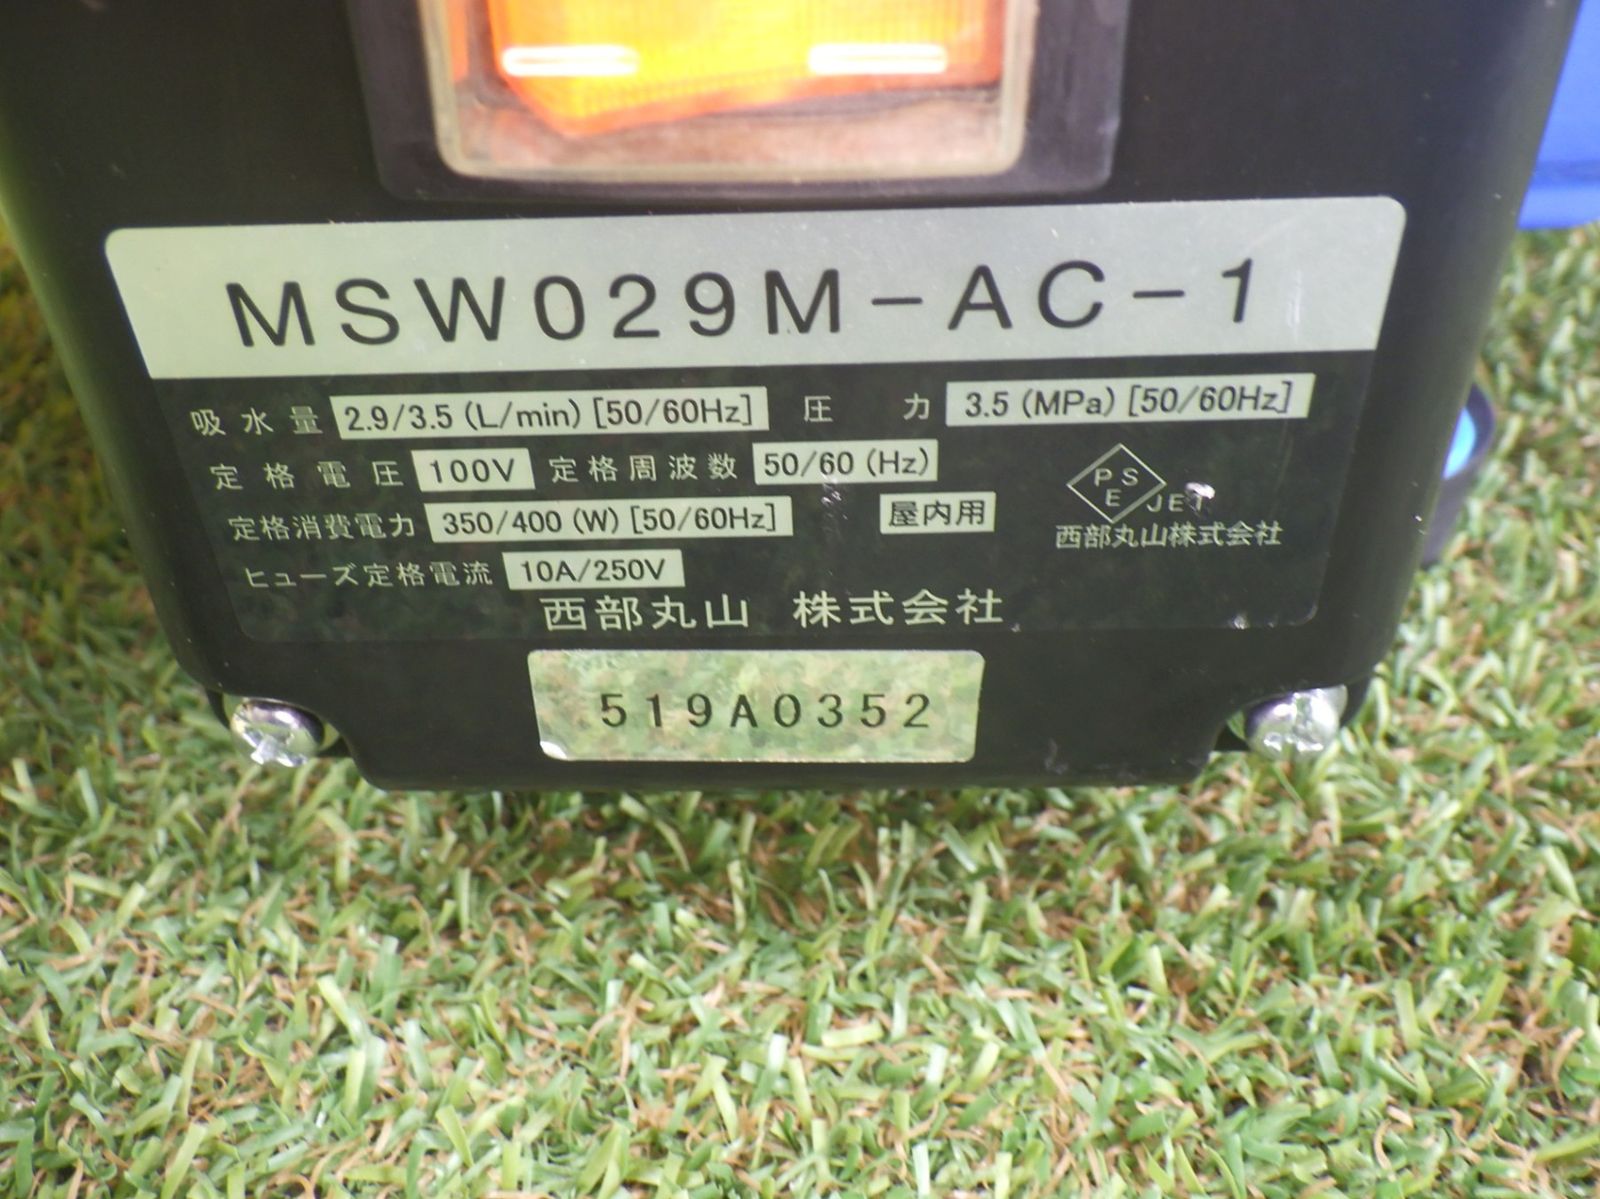 MSW029M-AC-1
吸水量 2.9/3.5 (L/min) [50/60Hz] 圧力 3.5 (MPa) [50/60Hz]
定格電圧 100V 定格周波数 50/60 (Hz)
PS
E JET
定格消費電力 350/400 (W) [50/60Hz] 屋内用
西部丸山株式会社
ヒューズ定格電流 10A/250V
西部丸山 株式会社
519A0352